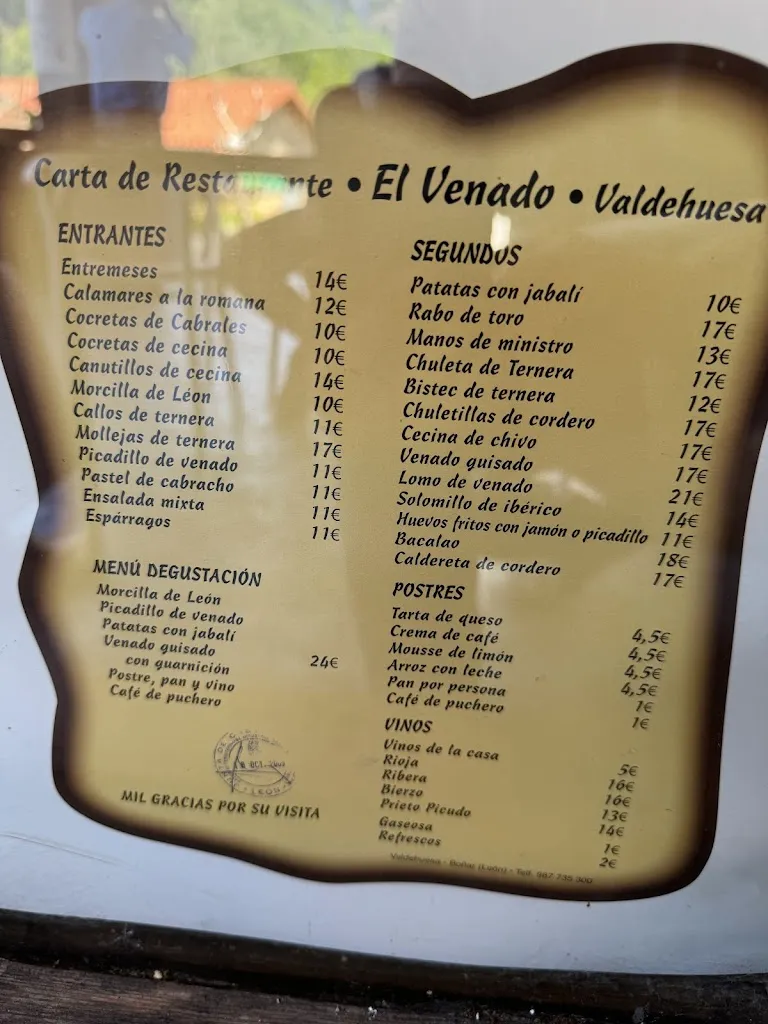 Carta de Restaurante • El Venado • Valdehuesa
ENTRANTES
Entremeses 14€
Calamares a la romana 12€
Cocretas de Cabrales 10€
Cocretas de cecina 10€
Canutillos de cecina 14€
Morcilla de Léon 10€
Callos de ternera 11€
Mollejas de ternera 17€
Picadillo de venado 11€
Pastel de cabracho 11€
Ensalada mixta 11€
Espárragos 11€
MENÚ DEGUSTACIÓN
Morcilla de León
Picadillo de venado
Patatas con jabalí
Venado guisado
con guarnición 24€
Postre, pan y vino
Café de puchero
MIL GRACIAS POR SU VISITA
SEGUNDOS
Patatas con jabalí 10€
Rabo de toro 17€
Manos de ministro 13€
Chuleta de Ternera 17€
Bistec de ternera 12€
Chuletillas de cordero 17€
Cecina de chivo 17€
Venado guisado 17€
Lomo de venado 21€
Solomillo de ibérico 14€
Huevos fritos con jamón o picadillo 11€
Bacalao 18€
Caldereta de cordero 17€
POSTRES
Tarta de queso 4,5€
Crema de café 4,5€
Mousse de limón 4,5€
Arroz con leche 4,5€
Pan por persona 1€
Café de puchero 1€
VINOS
Vinos de la casa 5€
Rioja 16€
Ribera 16€
Bierzo 13€
Prieto Picudo 14€
Gaseosa 1€
Refrescos 2€
Valdehuesa - Boñar (León) - Telf. 987 735 300